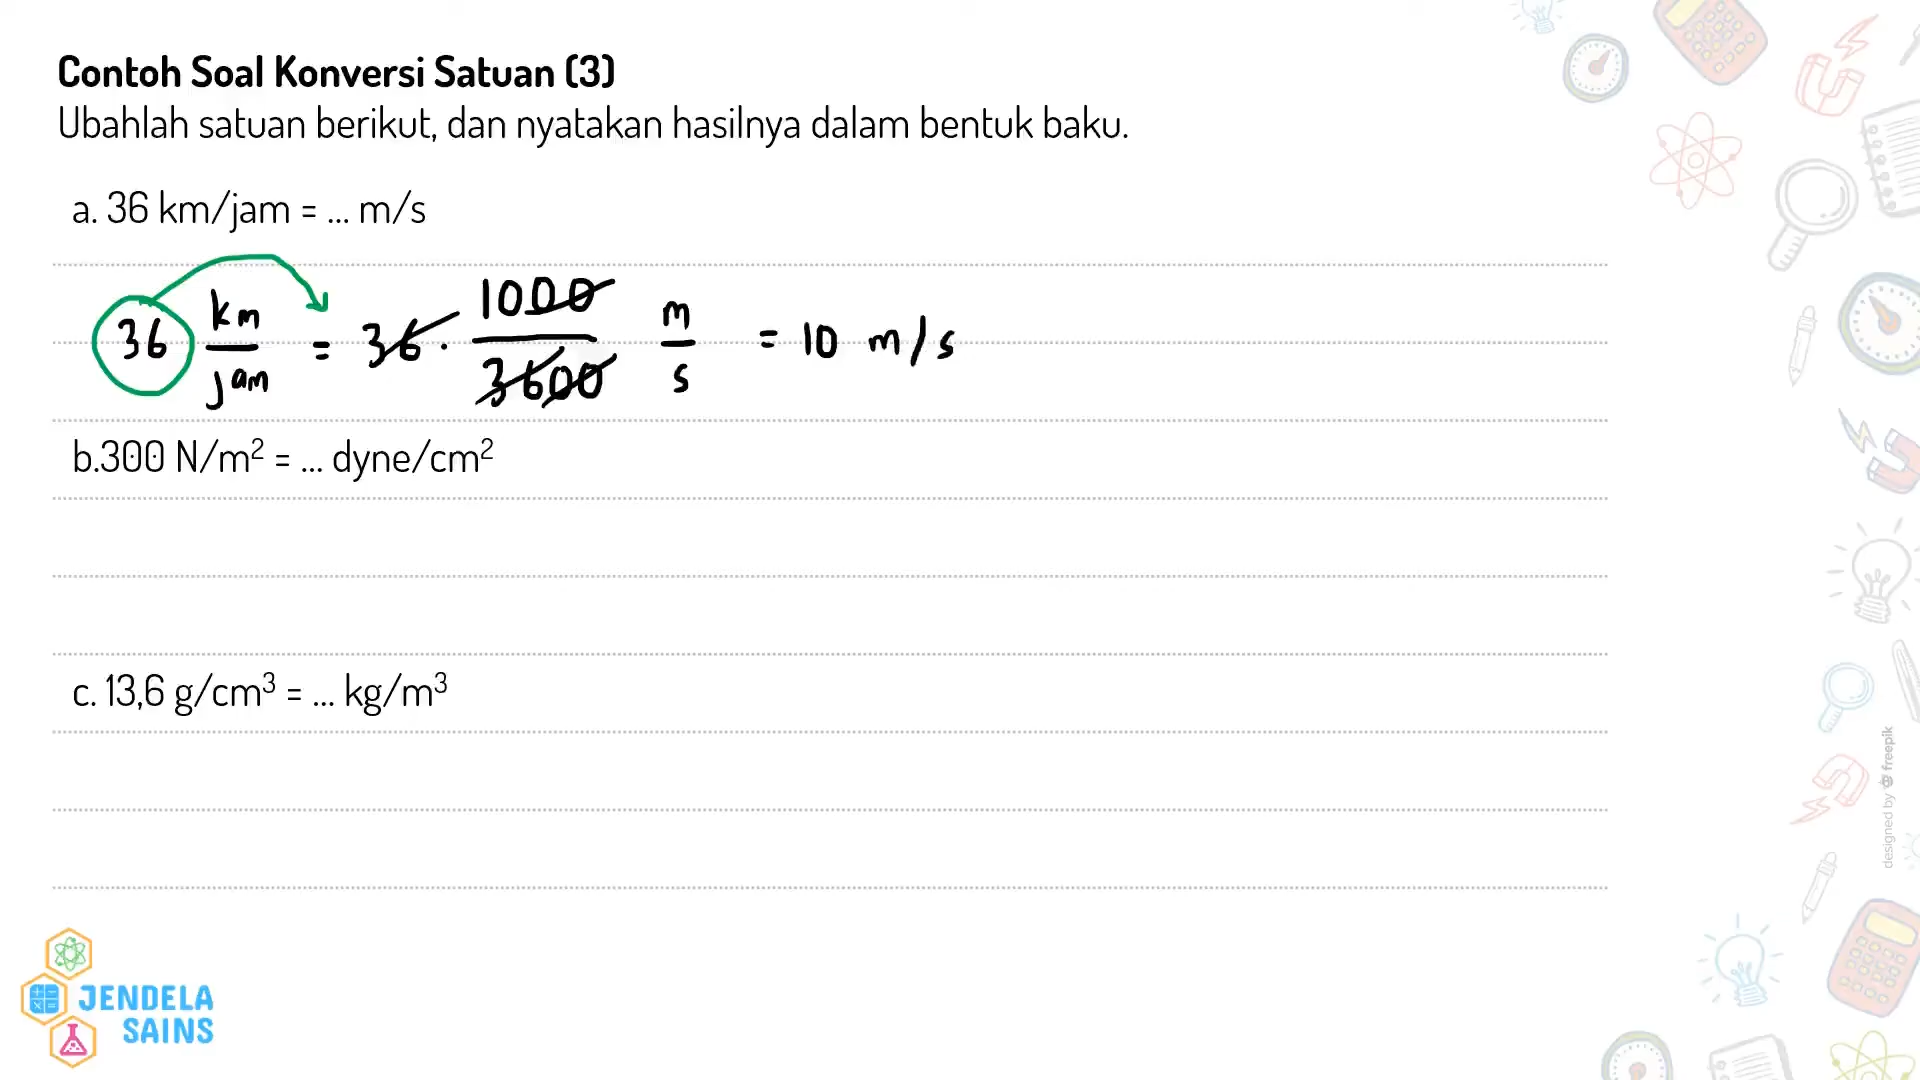 Contoh Soal Konversi Satuan (3)
Ubahlah satuan berikut, dan nyatakan hasilnya dalam bentuk baku.
a. 36 km/jam = ... m/s
36 km/jam = 36 · 1000/3600 m/s = 10 m/s
b.300 N/m² = ... dyne/cm²
c. 13,6 g/cm³ = ... kg/m³
designed by freepik
JENDELA
SAINS